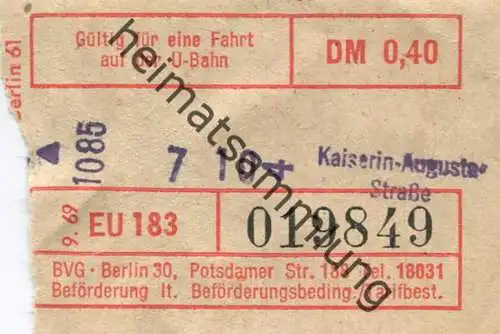 Berlin 61
Gültig für eine Fahrt
auf der U-Bahn
DM 0,40
1085
7 18 +
Kaiserin-Augusta-
Straße
9. 69
EU 183
019849
BVG · Berlin 30, Potsdamer Str. 188 Tel. 18031
Beförderung lt. Beförderungsbeding./Tarifbest.
heimatsammlung